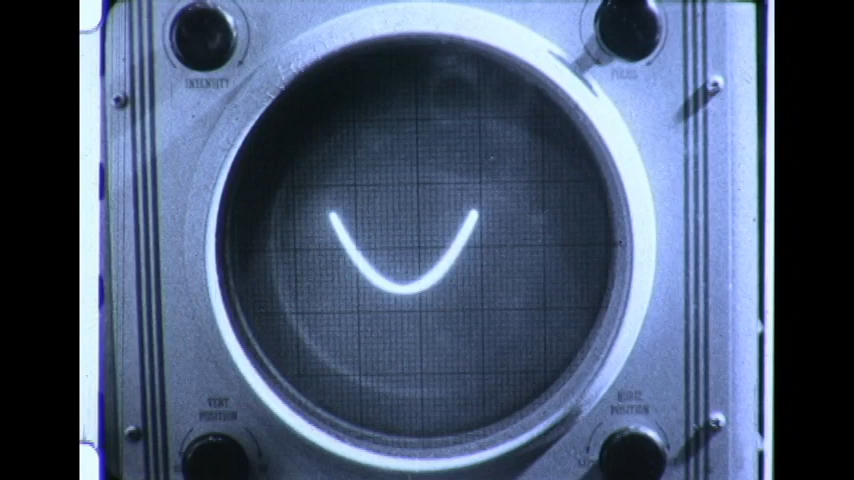 INTENSITY
FOCUS
VERT
POSITION
HORIZ
POSITION